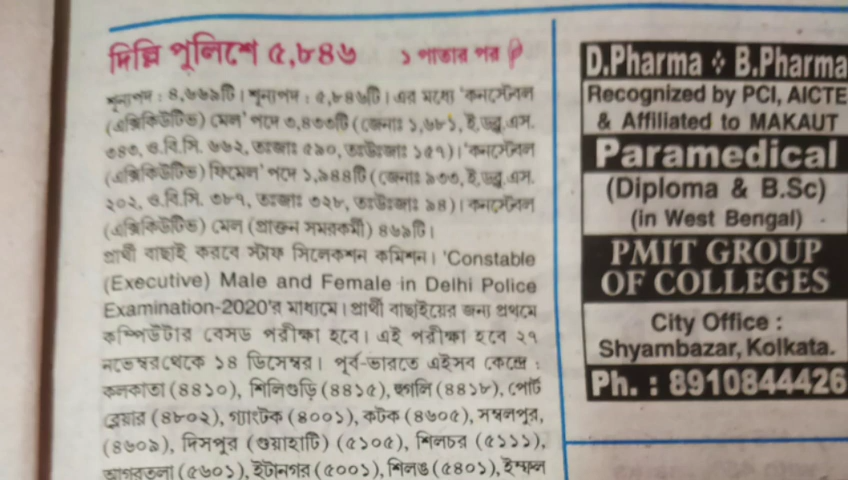 দিল্লি পুলিশে ৫,৮৪৬ ১ পাতার পর
শূন্যপদ : ৪,৬৬৯টি। শূন্যপদ : ৫,৮৪৬টি। এর মধ্যে 'কনস্টেবল
(এক্সিকিউটিভ) মেল' পদে ৩,৪৩৩টি (জেনাঃ ১,৬৮১, ই.ডব্লু.এস.
৩৪৩, ও.বি.সি. ৬৬২, তঃজাঃ ৫৯০, তঃউঃজাঃ ১৫৭)। 'কনস্টেবল
(এক্সিকিউটিভ) ফিমেল' পদে ১,৯৪৪টি (জেনাঃ ৯৩৩, ই.ডব্লু.এস.
২০২, ও.বি.সি. ৩৮৭, তঃজাঃ ৩২৮, তঃউঃজাঃ ৯৪)। কনস্টেবল
(এক্সিকিউটিভ) মেল (প্রাক্তন সমরকর্মী) ৪৬৯টি।
প্রার্থী বাছাই করবে স্টাফ সিলেকশন কমিশন। 'Constable
(Executive) Male and Female in Delhi Police
Examination-2020'র মাধ্যমে। প্রার্থী বাছাইয়ের জন্য প্রথমে
কম্পিউটার বেসড পরীক্ষা হবে। এই পরীক্ষা হবে ২৭
নভেম্বর থেকে ১৪ ডিসেম্বর। পূর্ব-ভারতে এইসব কেন্দ্রে :
কলকাতা (৪৪১০), শিলিগুড়ি (৪৪১৫), হুগলি (৪৪১৮), পোর্ট
ব্লেয়ার (৪৮০২), গ্যাংটক (৪০০১), কটক (৪৬০৫), সম্বলপুর,
(৪৬০৯), দিসপুর (গুয়াহাটি) (৫১০৫), শিলচর (৫১১১),
আগরতলা (৫৬০১), ইটানগর (৫০০১), শিলঙ (৫৪০১), ইম্ফল
D.Pharma ❖ B.Pharma
Recognized by PCI, AICTE
& Affiliated to MAKAUT
Paramedical
(Diploma & B.Sc)
(in West Bengal)
PMIT GROUP
OF COLLEGES
City Office :
Shyambazar, Kolkata.
Ph. : 8910844426